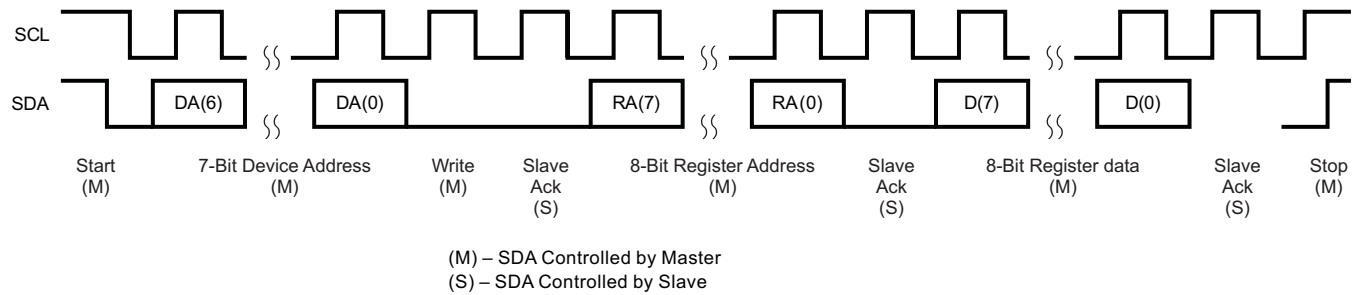 SCL
SDA
DA(6)
DA(0)
RA(7)
RA(0)
D(7)
D(0)
Start
(M)
7-Bit Device Address
(M)
Write
(M)
Slave
Ack
(S)
8-Bit Register Address
(M)
Slave
Ack
(S)
8-Bit Register data
(M)
Slave
Ack
(S)
Stop
(M)
(M) – SDA Controlled by Master
(S) – SDA Controlled by Slave